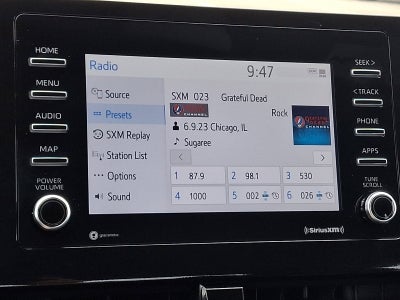 HOME
MENU
AUDIO
MAP
POWER
VOLUME
Radio
9:47
Source
Presets
SXM Replay
Station List
Options
Sound
SXM 023 Grateful Dead
Rock
6.9.23 Chicago, IL
Sugaree
< >
1 87.9
2 98.1
3 530
4 1000
5 002
6 026
SEEK >
< TRACK
PHONE
APPS
TUNE
SCROLL
gracenote
((SiriusXM))